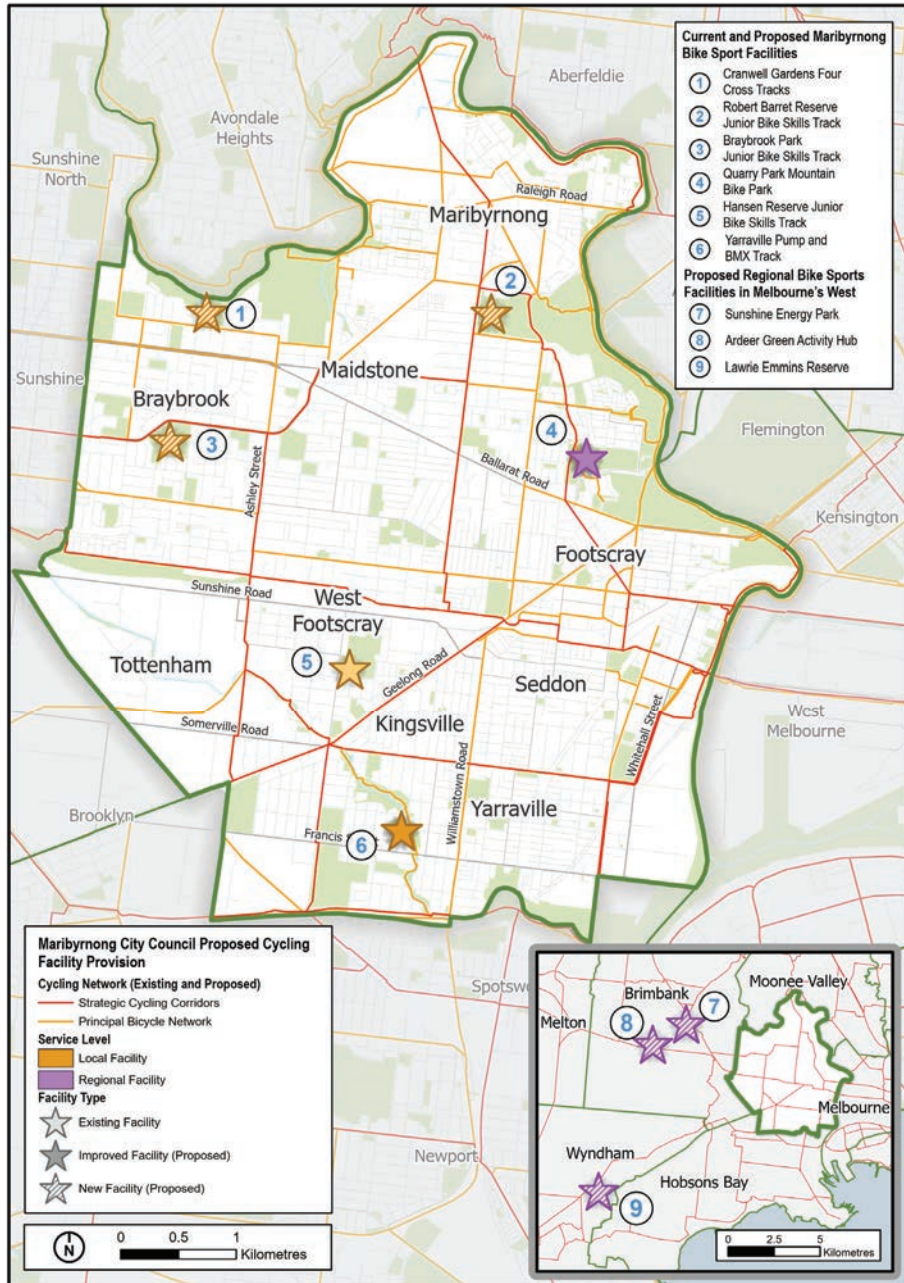 Current and Proposed Maribyrnong
Bike Sport Facilities
1 Cranwell Gardens Four
Cross Tracks
2 Robert Barret Reserve
Junior Bike Skills Track
3 Braybrook Park
Junior Bike Skills Track
4 Quarry Park Mountain
Bike Park
5 Hansen Reserve Junior
Bike Skills Track
6 Yarraville Pump and
BMX Track
Proposed Regional Bike Sports
Facilities in Melbourne's West
7 Sunshine Energy Park
8 Ardeer Green Activity Hub
9 Lawrie Emmins Reserve
Aberfeldie
Avondale
Heights
Sunshine
North
Raleigh Road
Maribyrnong
2
1
Maidstone
Sunshine
Braybrook
3
4
Flemington
Ashley Street
Ballarat Road
Kensington
Footscray
Sunshine Road
West
Footscray
Tottenham
5
Geelong Road
Seddon
Somerville Road
Kingsville
Whitehall Street
West
Melbourne
Williamstown Road
Yarraville
Brooklyn
Francis
6
Maribyrnong City Council Proposed Cycling
Facility Provision
Cycling Network (Existing and Proposed)
Strategic Cycling Corridors
Principal Bicycle Network
Service Level
Local Facility
Regional Facility
Facility Type
Existing Facility
Improved Facility (Proposed)
New Facility (Proposed)
N
0 0.5 1
Kilometres
Spotsw
Newport
Moonee Valley
Brimbank
7
Melton
8
Melbourne
Wyndham
Hobsons Bay
9
0 2.5 5
Kilometres